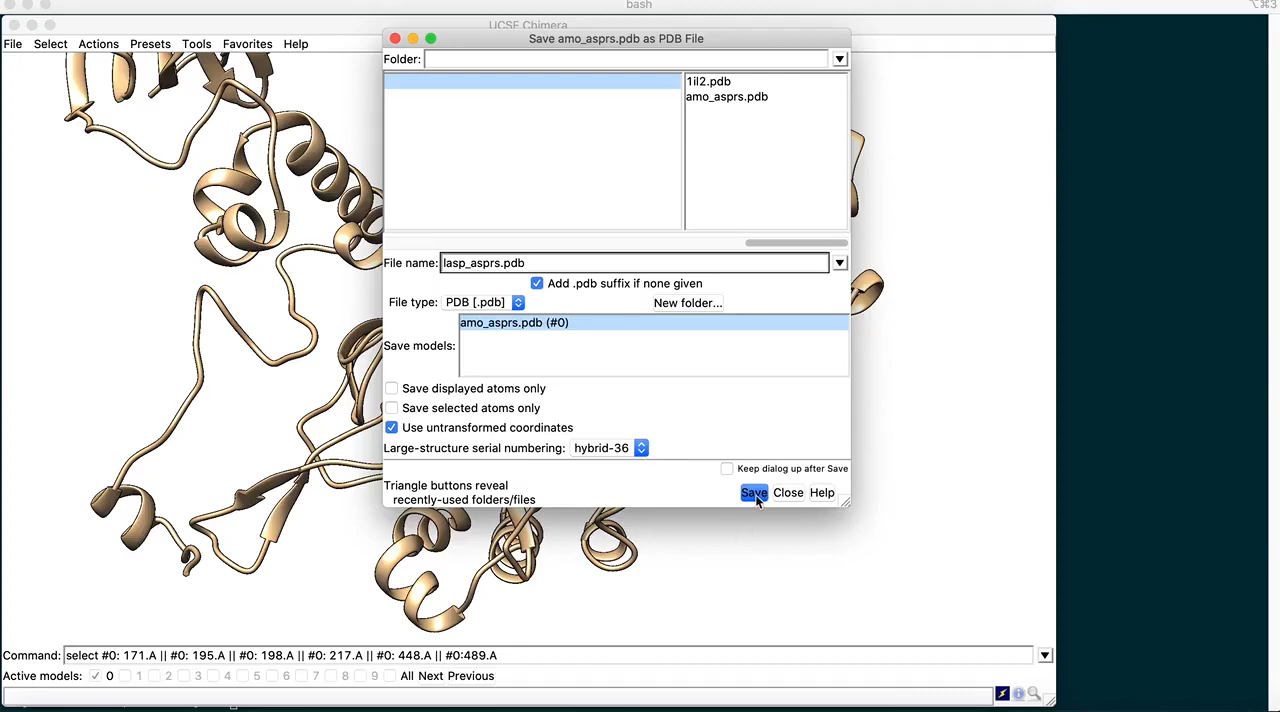 bash
⌥⌘3
UCSF Chimera
File Select Actions Presets Tools Favorites Help
Save amo_asprs.pdb as PDB File
Folder:
1il2.pdb
amo_asprs.pdb
File name: lasp_asprs.pdb
Add .pdb suffix if none given
File type: PDB [.pdb] New folder...
amo_asprs.pdb (#0)
Save models:
Save displayed atoms only
Save selected atoms only
Use untransformed coordinates
Large-structure serial numbering: hybrid-36
Keep dialog up after Save
Triangle buttons reveal
recently-used folders/files
Save Close Help
Command: select #0: 171.A || #0: 195.A || #0: 198.A || #0: 217.A || #0: 448.A || #0:489.A
Active models: 0 1 2 3 4 5 6 7 8 9 All Next Previous